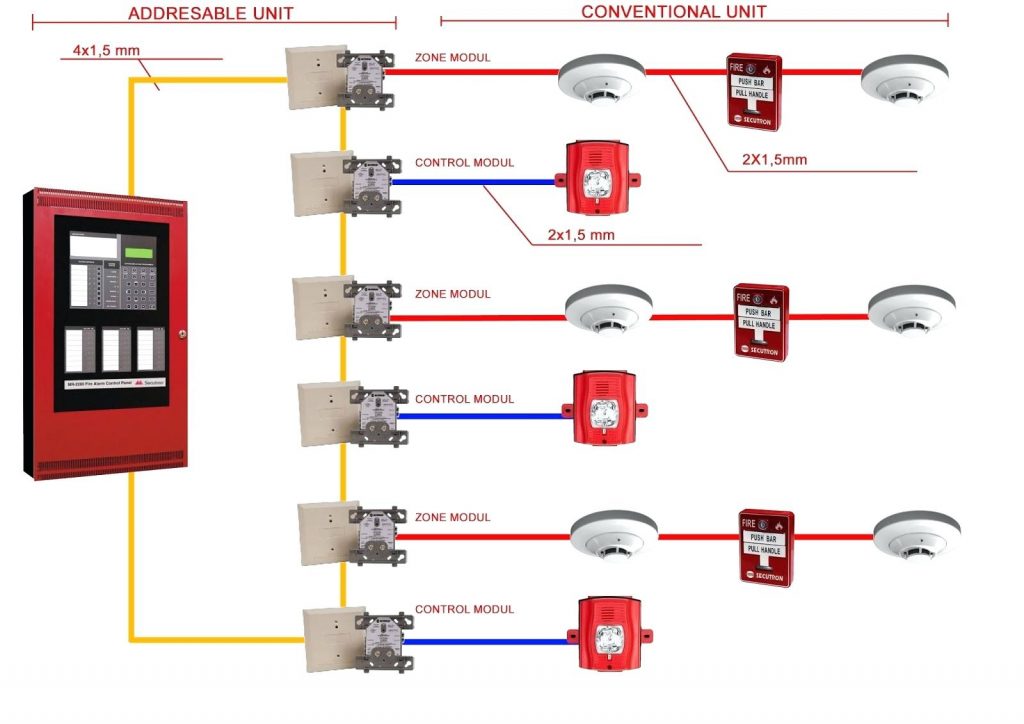 ADDRESABLE UNIT
CONVENTIONAL UNIT
4x1,5 mm
ZONE MODUL
FIRE
PUSH BAR
PULL HANDLE
SECUTRON
2X1,5mm
CONTROL MODUL
2x1,5 mm
ZONE MODUL
FIRE
PUSH BAR
PULL HANDLE
SECUTRON
Fire Alarm Control Panel
Secutron
CONTROL MODUL
ZONE MODUL
FIRE
PUSH BAR
PULL HANDLE
SECUTRON
CONTROL MODUL